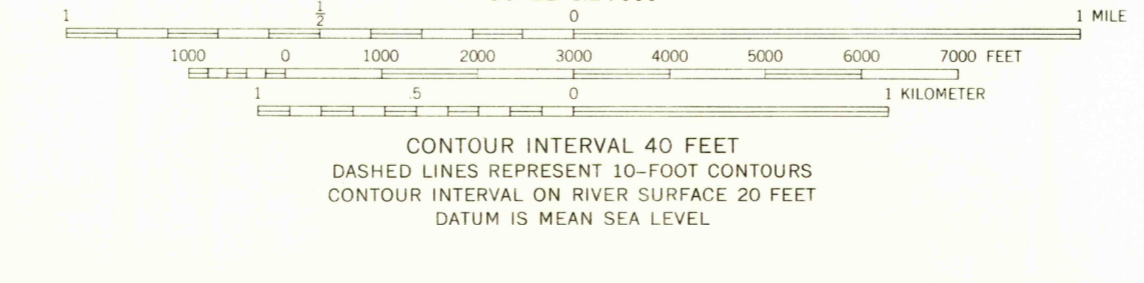 1 1/2 0 1 MILE
1000 0 1000 2000 3000 4000 5000 6000 7000 FEET
1 .5 0 1 KILOMETER
CONTOUR INTERVAL 40 FEET
DASHED LINES REPRESENT 10-FOOT CONTOURS
CONTOUR INTERVAL ON RIVER SURFACE 20 FEET
DATUM IS MEAN SEA LEVEL